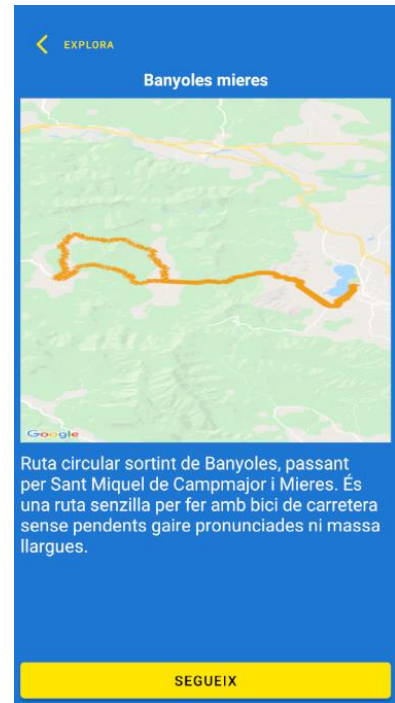 EXPLORA
Banyoles mieres
Google
Ruta circular sortint de Banyoles, passant
per Sant Miquel de Campmajor i Mieres. És
una ruta senzilla per fer amb bici de carretera
sense pendents gaire pronunciades ni massa
llargues.
SEGUEIX